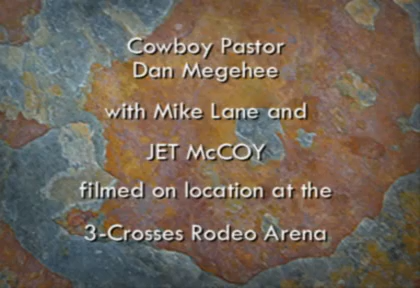 Cowboy Pastor
Dan Megehee
with Mike Lane and
JET McCOY
filmed on location at the
3-Crosses Rodeo Arena